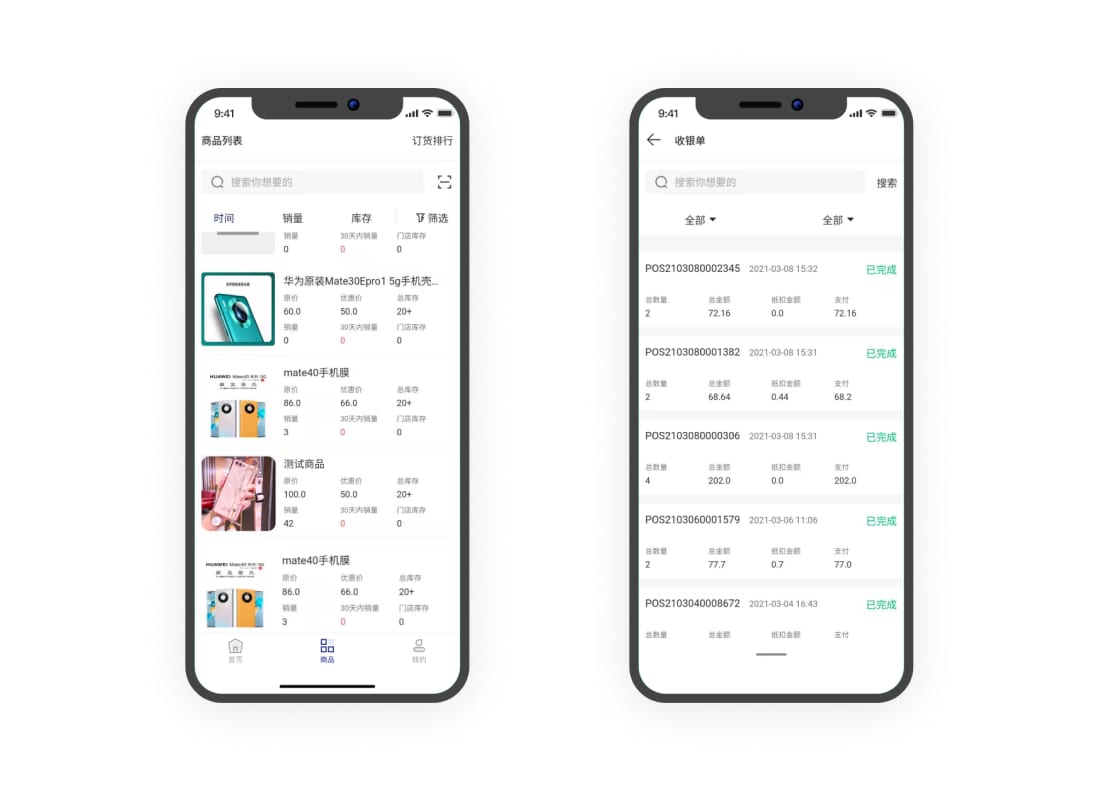 9:41
商品列表 订货排行
搜索你想要的
时间 销量 库存 筛选
销量 30天内销量 门店库存
0 0 0
华为原装Mate30Epro1 5g手机壳...
原价 优惠价 总库存
60.0 50.0 20+
销量 30天内销量 门店库存
0 0 0
HUAWEI Mate40
mate40手机膜
原价 优惠价 总库存
86.0 66.0 20+
销量 30天内销量 门店库存
3 0 0
测试商品
原价 优惠价 总库存
100.0 50.0 20+
销量 30天内销量 门店库存
42 0 0
HUAWEI Mate40
mate40手机膜
原价 优惠价 总库存
86.0 66.0 20+
销量 30天内销量 门店库存
3 0 0
首页 商品 我的
9:41
收银单
搜索你想要的 搜索
全部 全部
POS2103080002345 2021-03-08 15:32 已完成
总数量 总金额 抵扣金额 支付
2 72.16 0.0 72.16
POS2103080001382 2021-03-08 15:31 已完成
总数量 总金额 抵扣金额 支付
2 68.64 0.44 68.2
POS2103080000306 2021-03-08 15:31 已完成
总数量 总金额 抵扣金额 支付
4 202.0 0.0 202.0
POS2103060001579 2021-03-06 11:06 已完成
总数量 总金额 抵扣金额 支付
2 77.7 0.7 77.0
POS2103040008672 2021-03-04 16:43 已完成
总数量 总金额 抵扣金额 支付